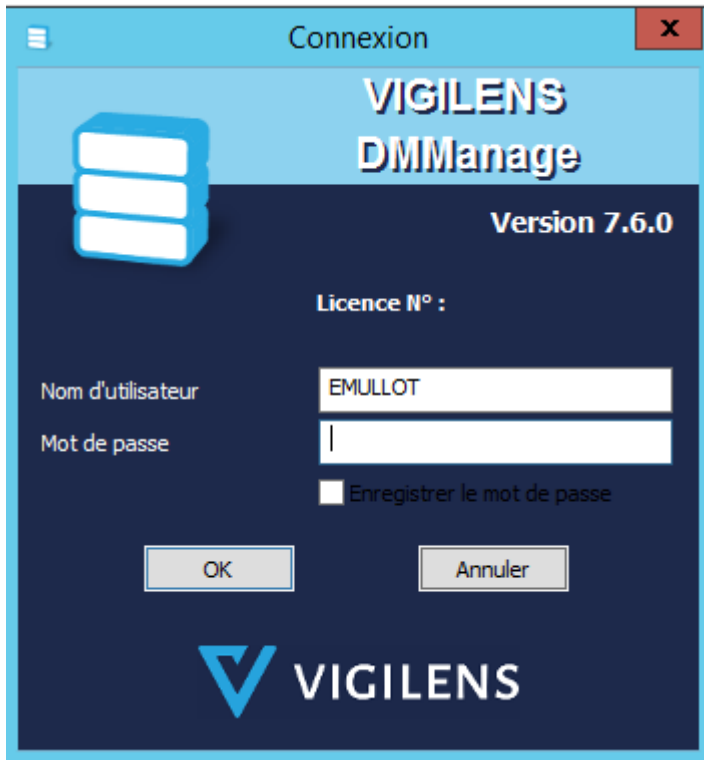 Connexion
x
VIGILENS
DMManage
Version 7.6.0
Licence N° :
Nom d'utilisateur
EMULLOT
Mot de passe
Enregistrer le mot de passe
OK
Annuler
VIGILENS